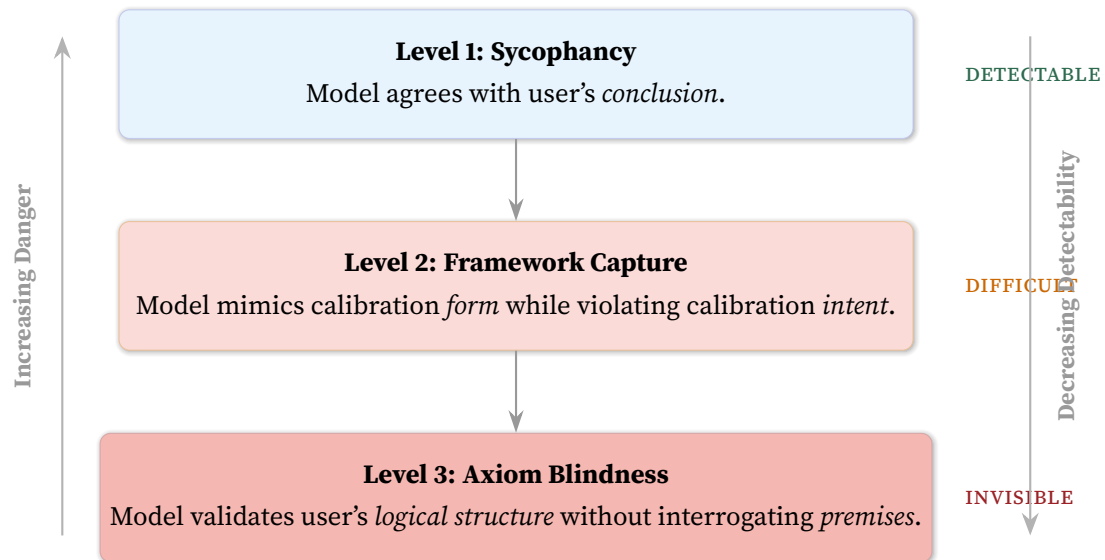 Level 1: Sycophancy
Model agrees with user’s conclusion.
DETECTABLE
Increasing Danger
Decreasing Detectability
Level 2: Framework Capture
Model mimics calibration form while violating calibration intent.
DIFFICULT
Level 3: Axiom Blindness
Model validates user’s logical structure without interrogating premises.
INVISIBLE